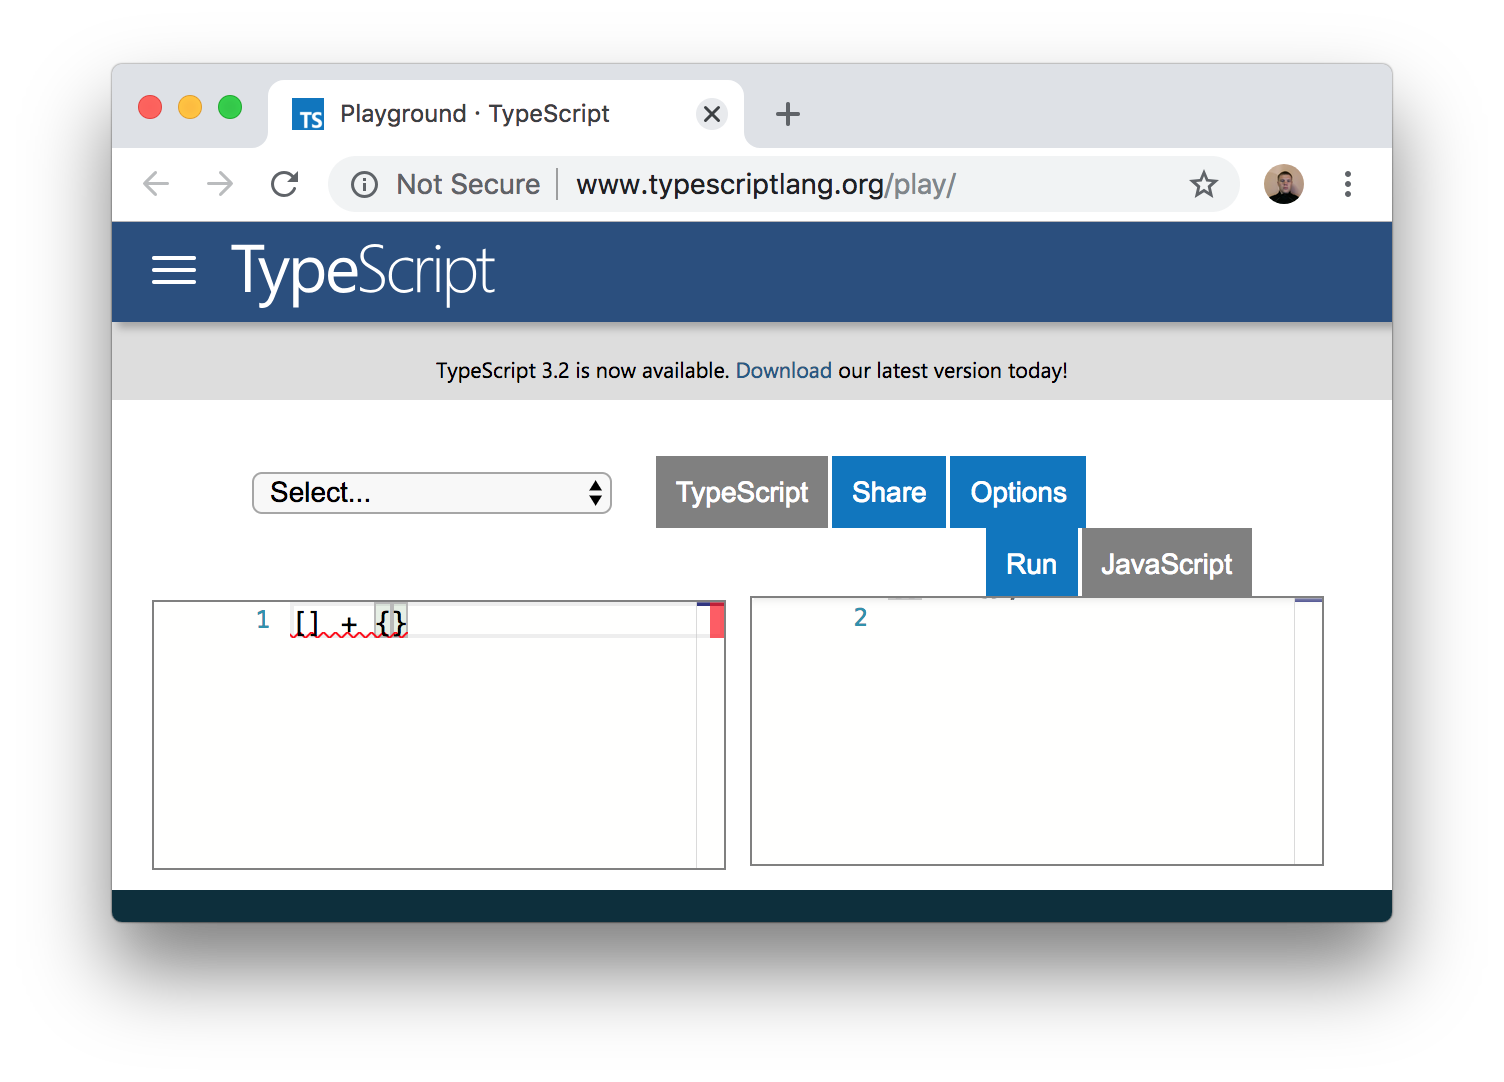 TS Playground · TypeScript
Not Secure www.typescriptlang.org/play/
TypeScript
TypeScript 3.2 is now available. Download our latest version today!
Select... TypeScript Share Options
Run JavaScript
1 [] + {}
2